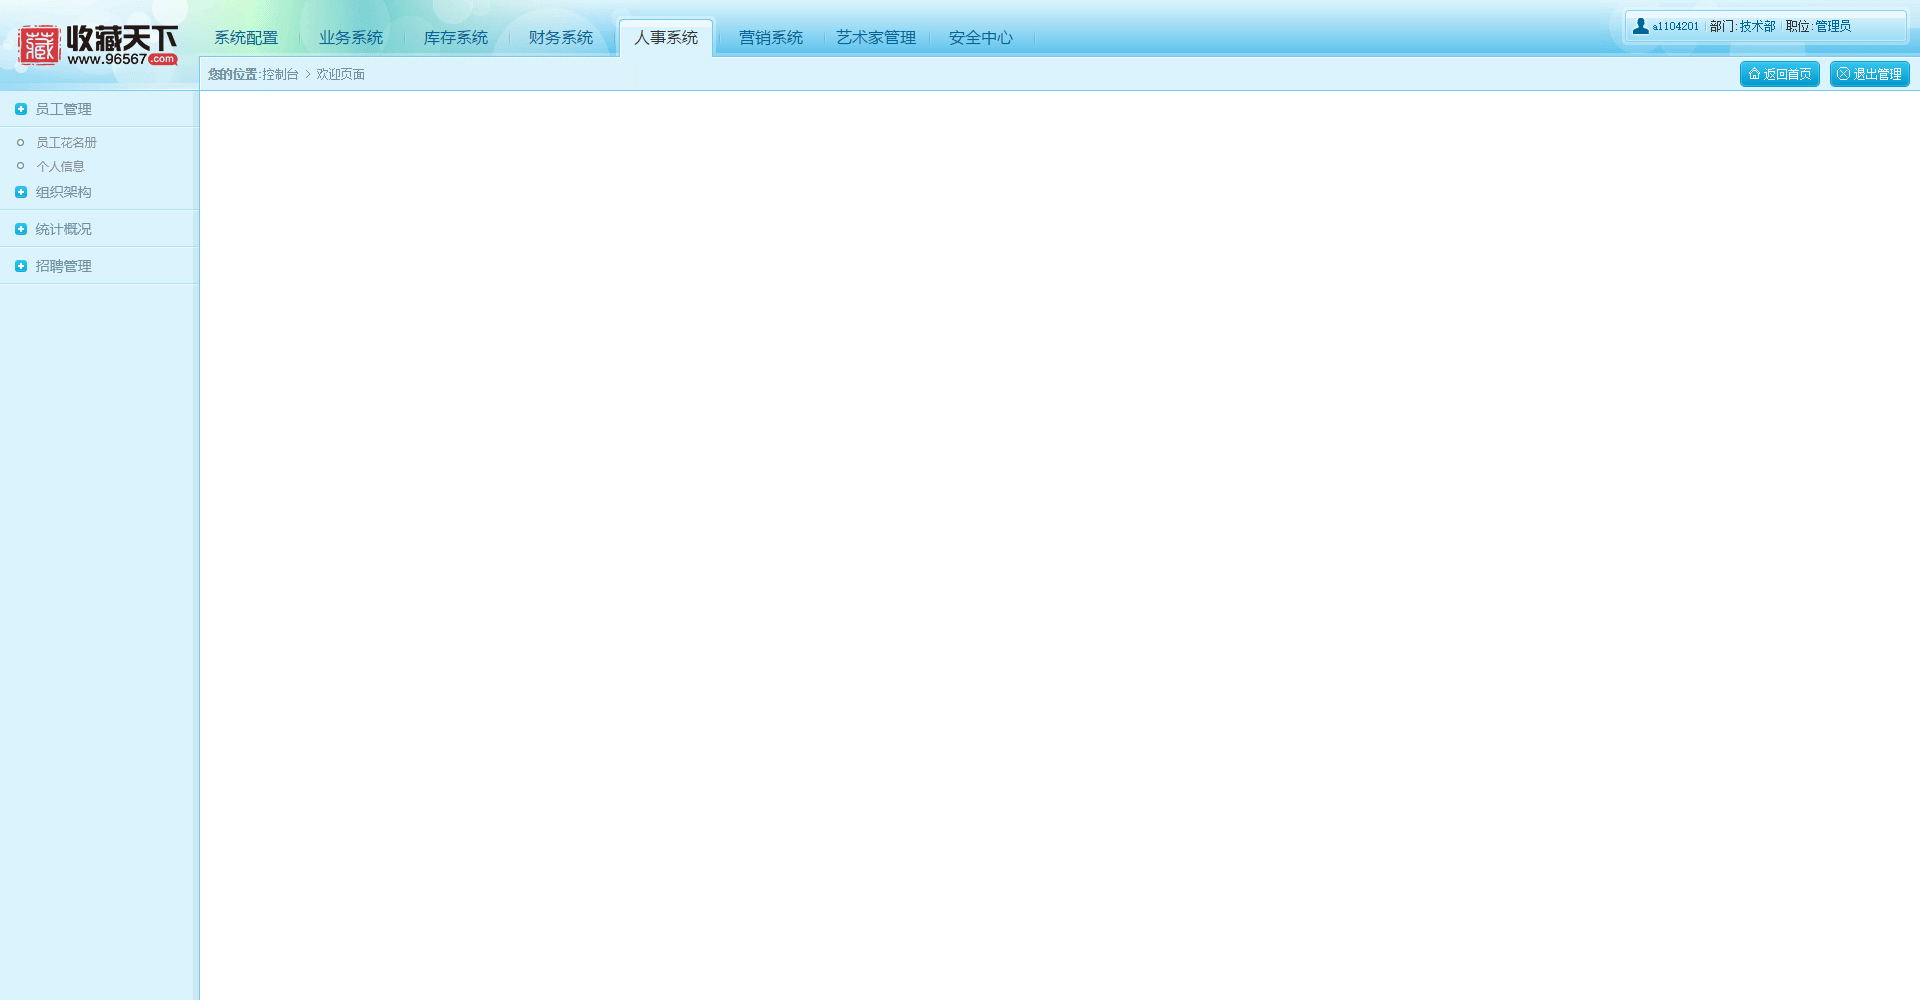 藏 收藏天下
www.96567.com
系统配置 业务系统 库存系统 财务系统 人事系统 营销系统 艺术家管理 安全中心
a1104201 部门:技术部 职位:管理员
您的位置:控制台 > 欢迎页面
返回首页 退出管理
员工管理
员工花名册
个人信息
组织架构
统计概况
招聘管理